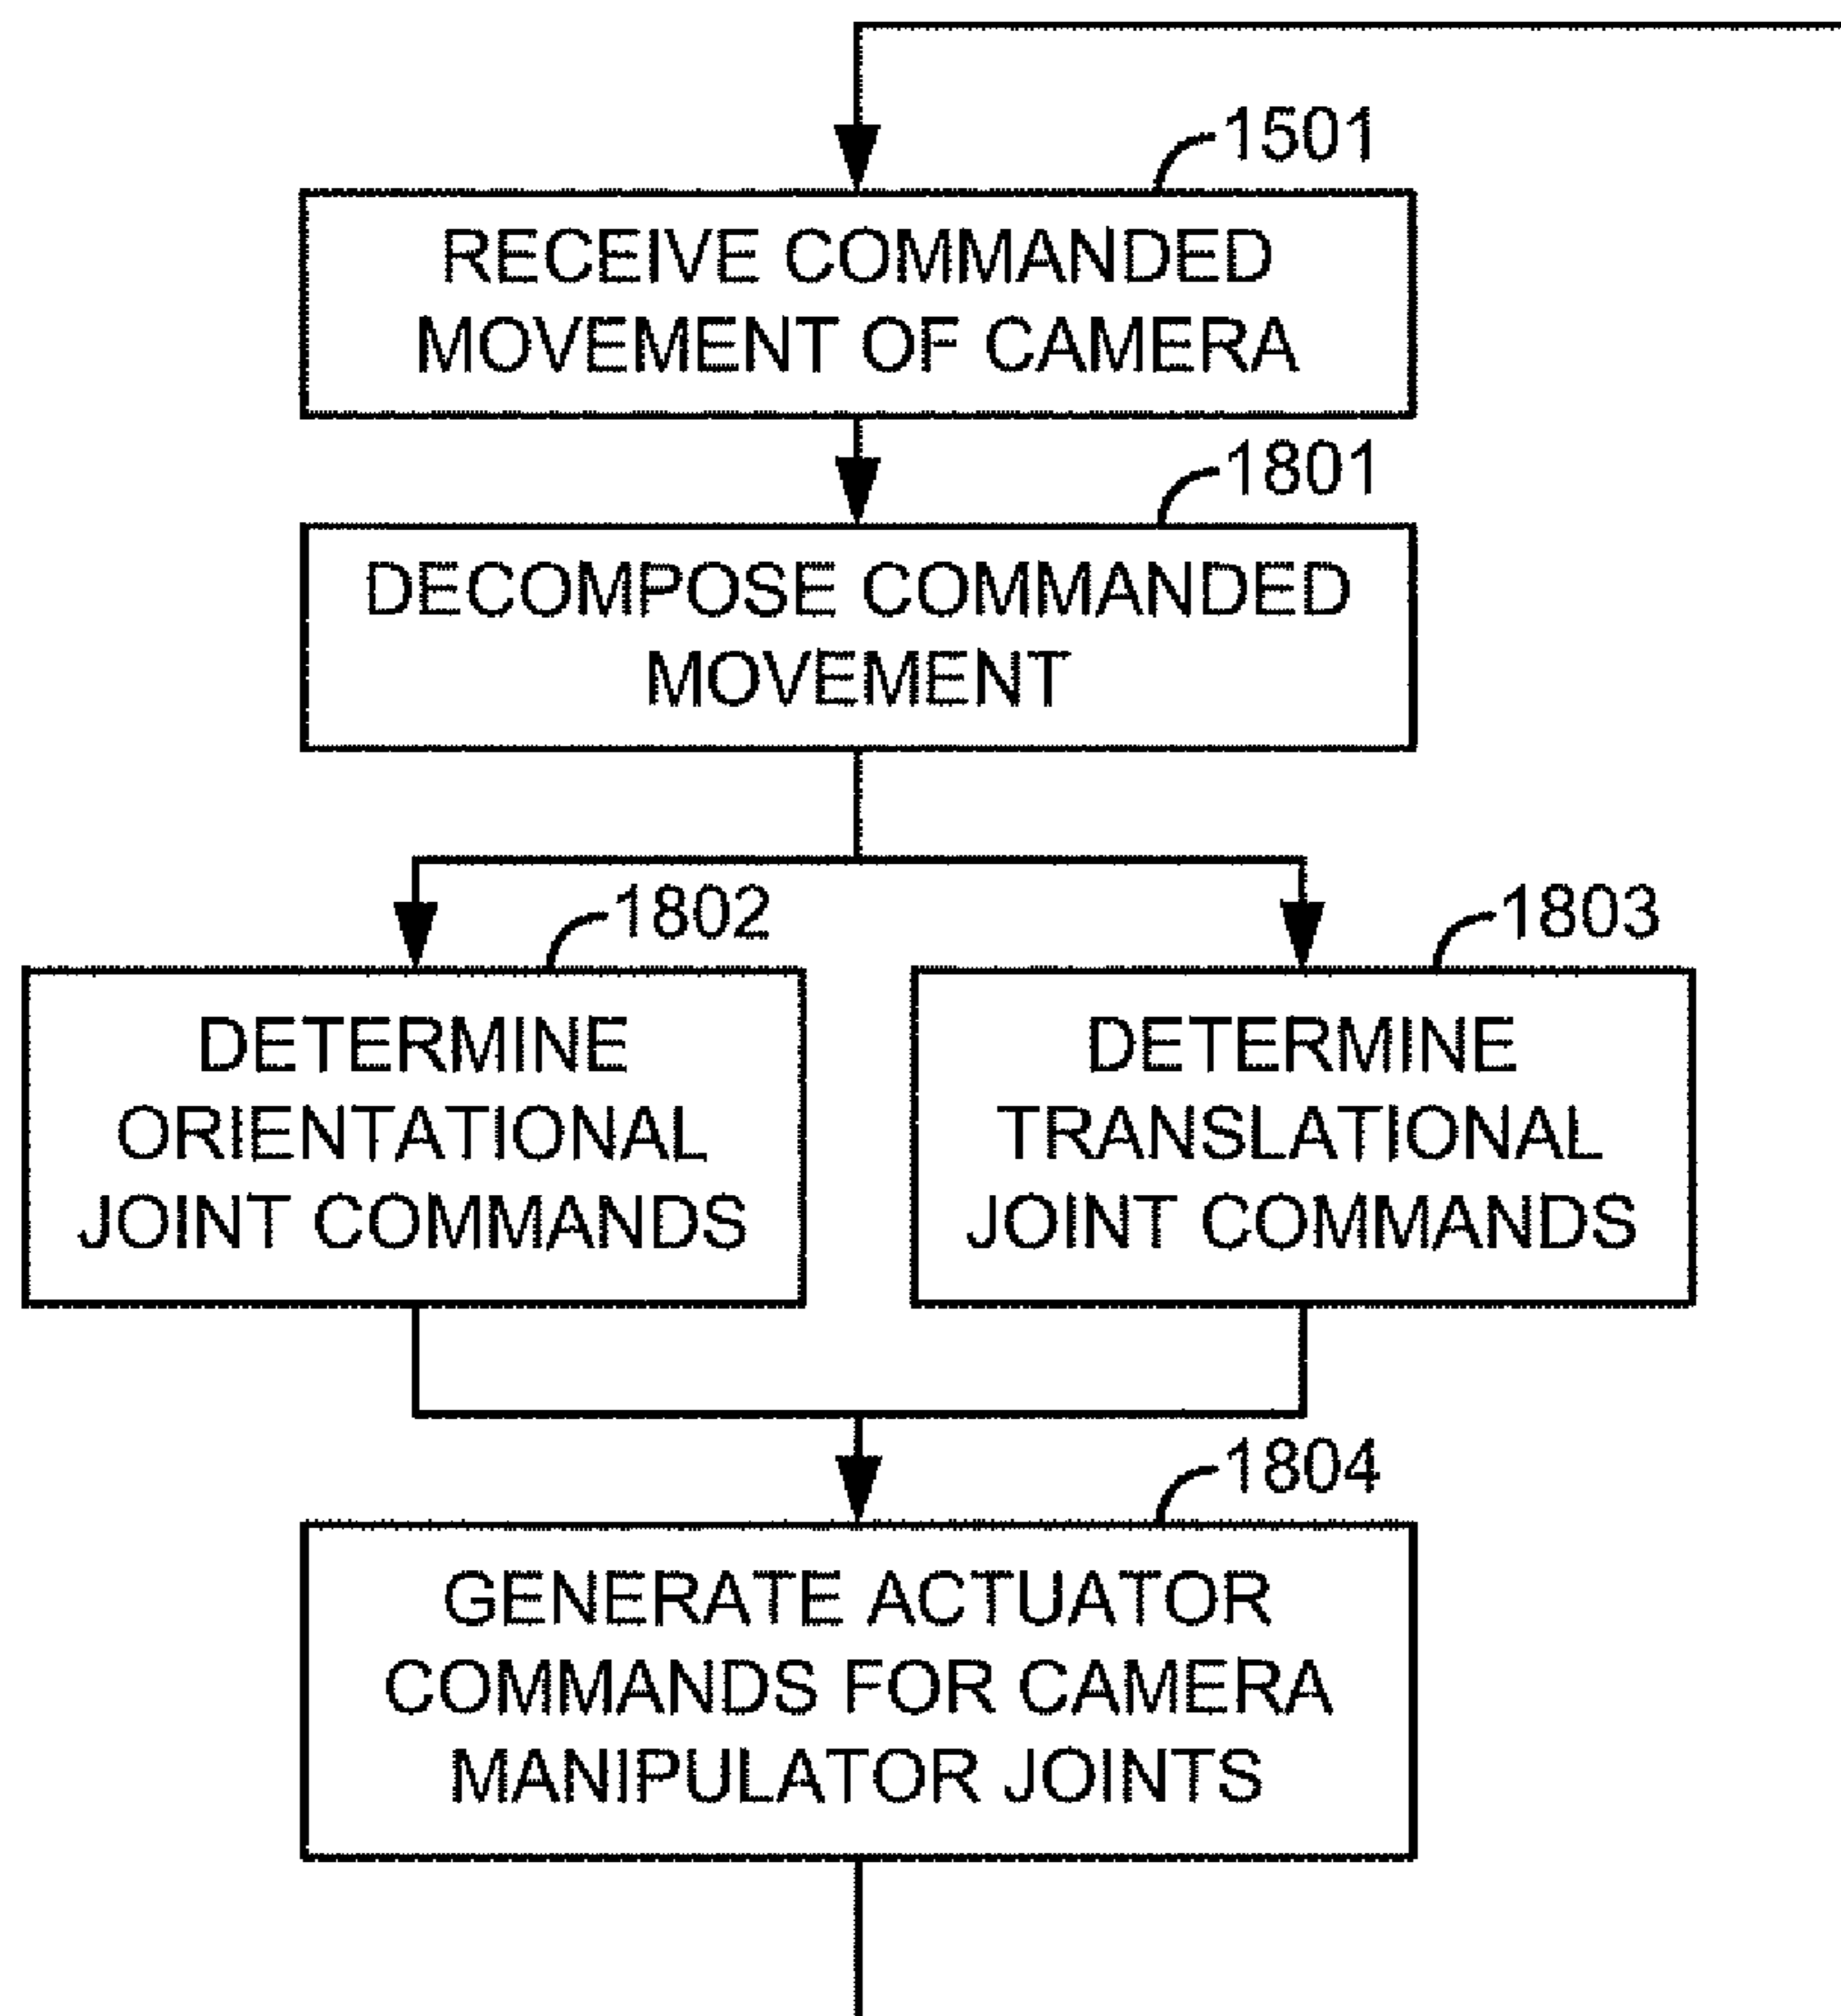 1501
RECEIVE COMMANDED
MOVEMENT OF CAMERA
1801
DECOMPOSE COMMANDED
MOVEMENT
1802
DETERMINE
ORIENTATIONAL
JOINT COMMANDS
1803
DETERMINE
TRANSLATIONAL
JOINT COMMANDS
1804
GENERATE ACTUATOR
COMMANDS FOR CAMERA
MANIPULATOR JOINTS